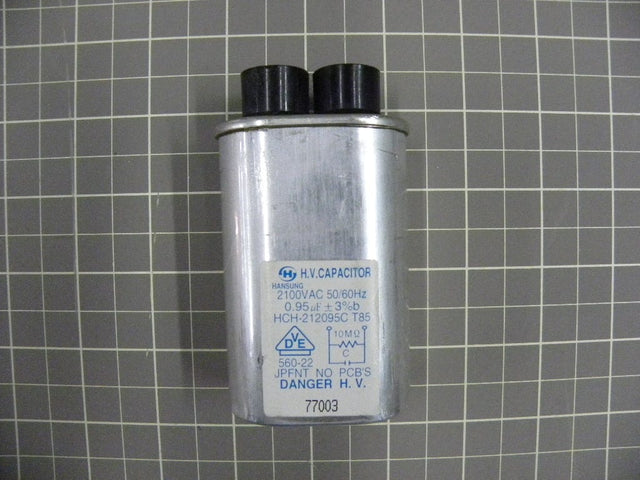 H H.V.CAPACITOR
HANSUNG
2100VAC 50/60Hz
0.95μF ± 3%b
HCH-212095C T85
DVE
10MΩ
C
560-22
JPFNT NO PCB'S
DANGER H. V.
77003